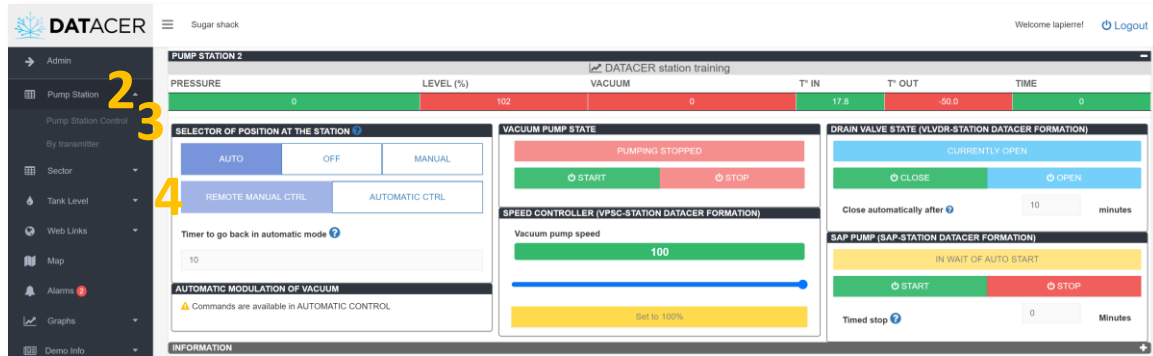 DATACER
Sugar shack
Welcome lapierre!
Logout
Admin
Pump Station
2
Pump Station Control
3
By transmitter
Sector
Tank Level
Web Links
Map
Alarms 2
Graphs
Demo Info
PUMP STATION 2
DATACER station training
PRESSURE LEVEL (%) VACUUM T° IN T° OUT TIME
0 102 0 17.8 -50.0 0
SELECTOR OF POSITION AT THE STATION ?
AUTO OFF MANUAL
4
REMOTE MANUAL CTRL AUTOMATIC CTRL
Timer to go back in automatic mode ?
10
AUTOMATIC MODULATION OF VACUUM
Commands are available in AUTOMATIC CONTROL
VACUUM PUMP STATE
PUMPING STOPPED
START STOP
SPEED CONTROLLER (VPSC-STATION DATACER FORMATION)
Vacuum pump speed
100
Set to 100%
DRAIN VALVE STATE (VLVDR-STATION DATACER FORMATION)
CURRENTLY OPEN
CLOSE OPEN
Close automatically after ? 10 minutes
SAP PUMP (SAP-STATION DATACER FORMATION)
IN WAIT OF AUTO START
START STOP
Timed stop ? 0 Minutes
INFORMATION